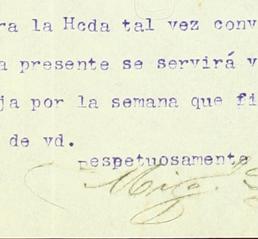 ra la Hcda tal vez conv
a presente se servirá v
ja por la semana que fi
de vd.
Respetuosamente